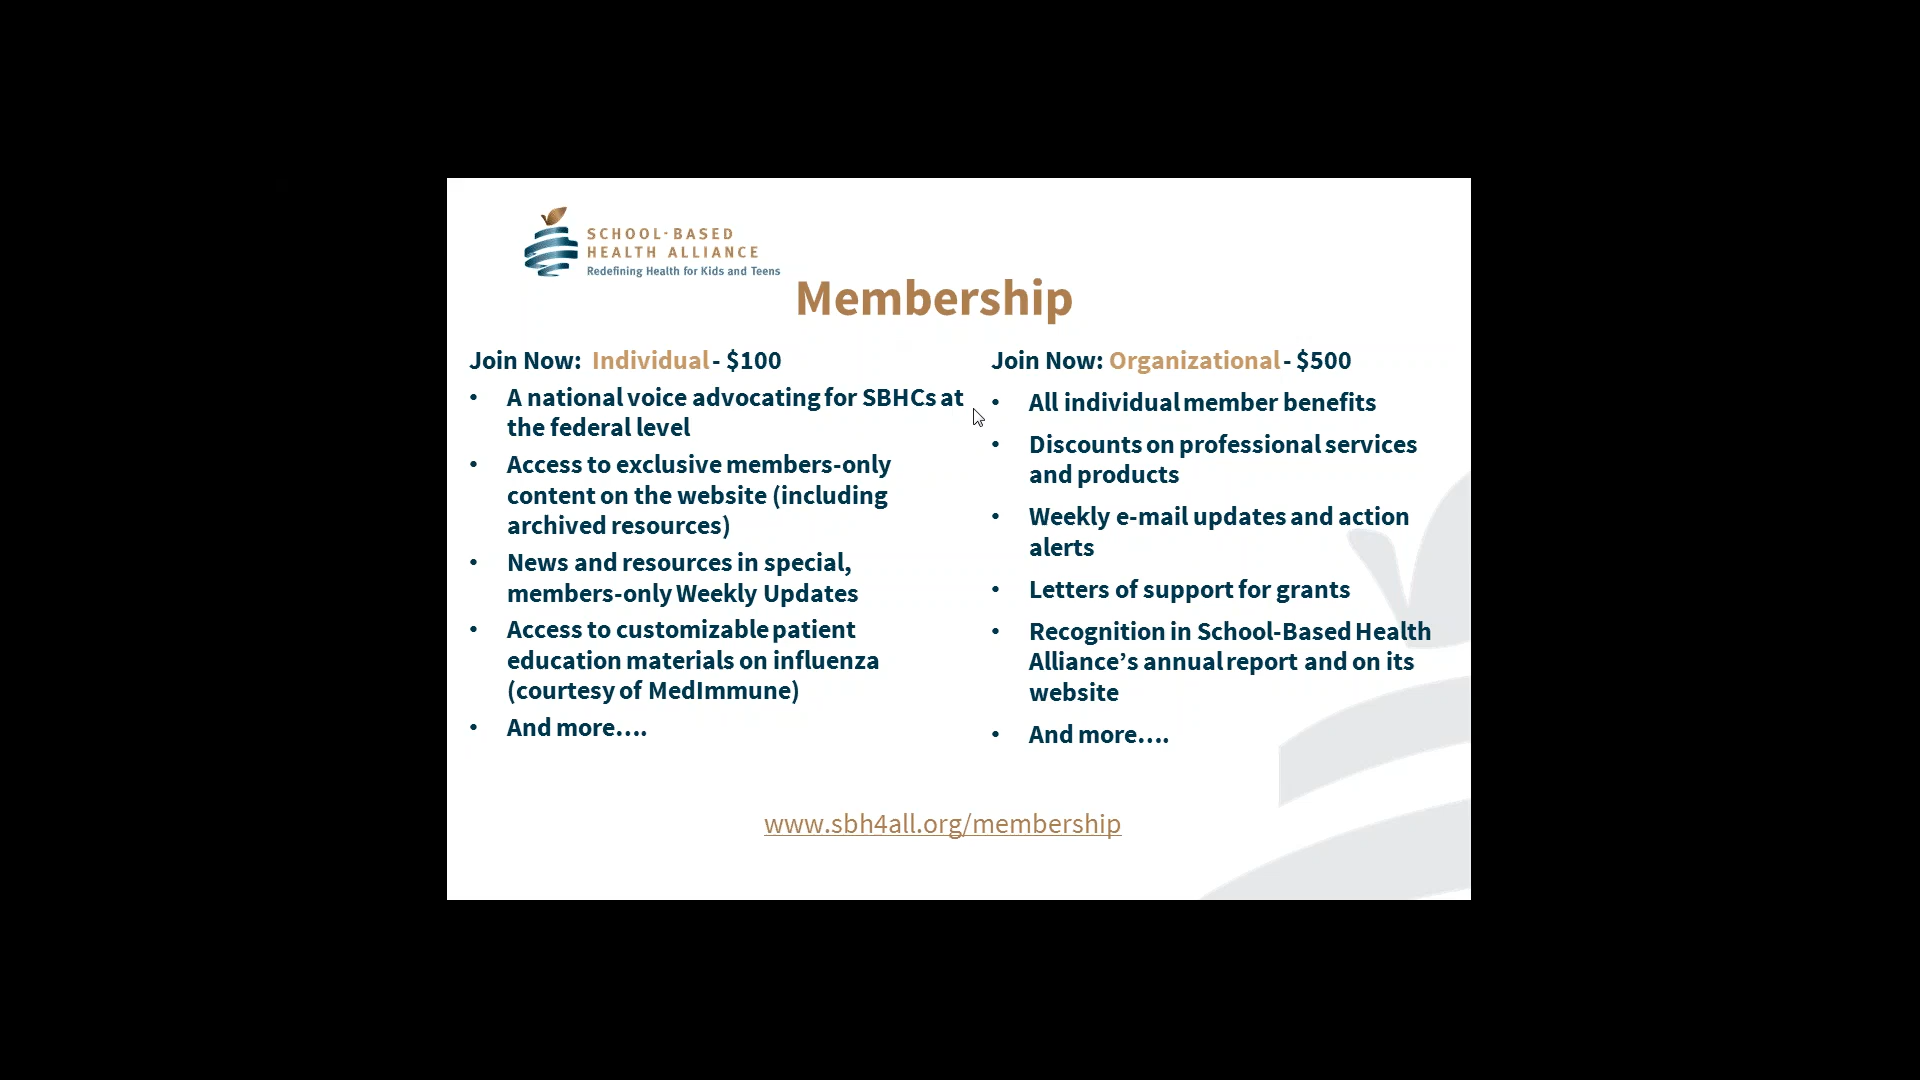 SCHOOL-BASED
HEALTH ALLIANCE
Redefining Health for Kids and Teens
Membership
Join Now: Individual - $100
• A national voice advocating for SBHCs at
the federal level
• Access to exclusive members-only
content on the website (including
archived resources)
• News and resources in special,
members-only Weekly Updates
• Access to customizable patient
education materials on influenza
(courtesy of MedImmune)
• And more….
Join Now: Organizational - $500
• All individual member benefits
• Discounts on professional services
and products
• Weekly e-mail updates and action
alerts
• Letters of support for grants
• Recognition in School-Based Health
Alliance’s annual report and on its
website
• And more….
www.sbh4all.org/membership